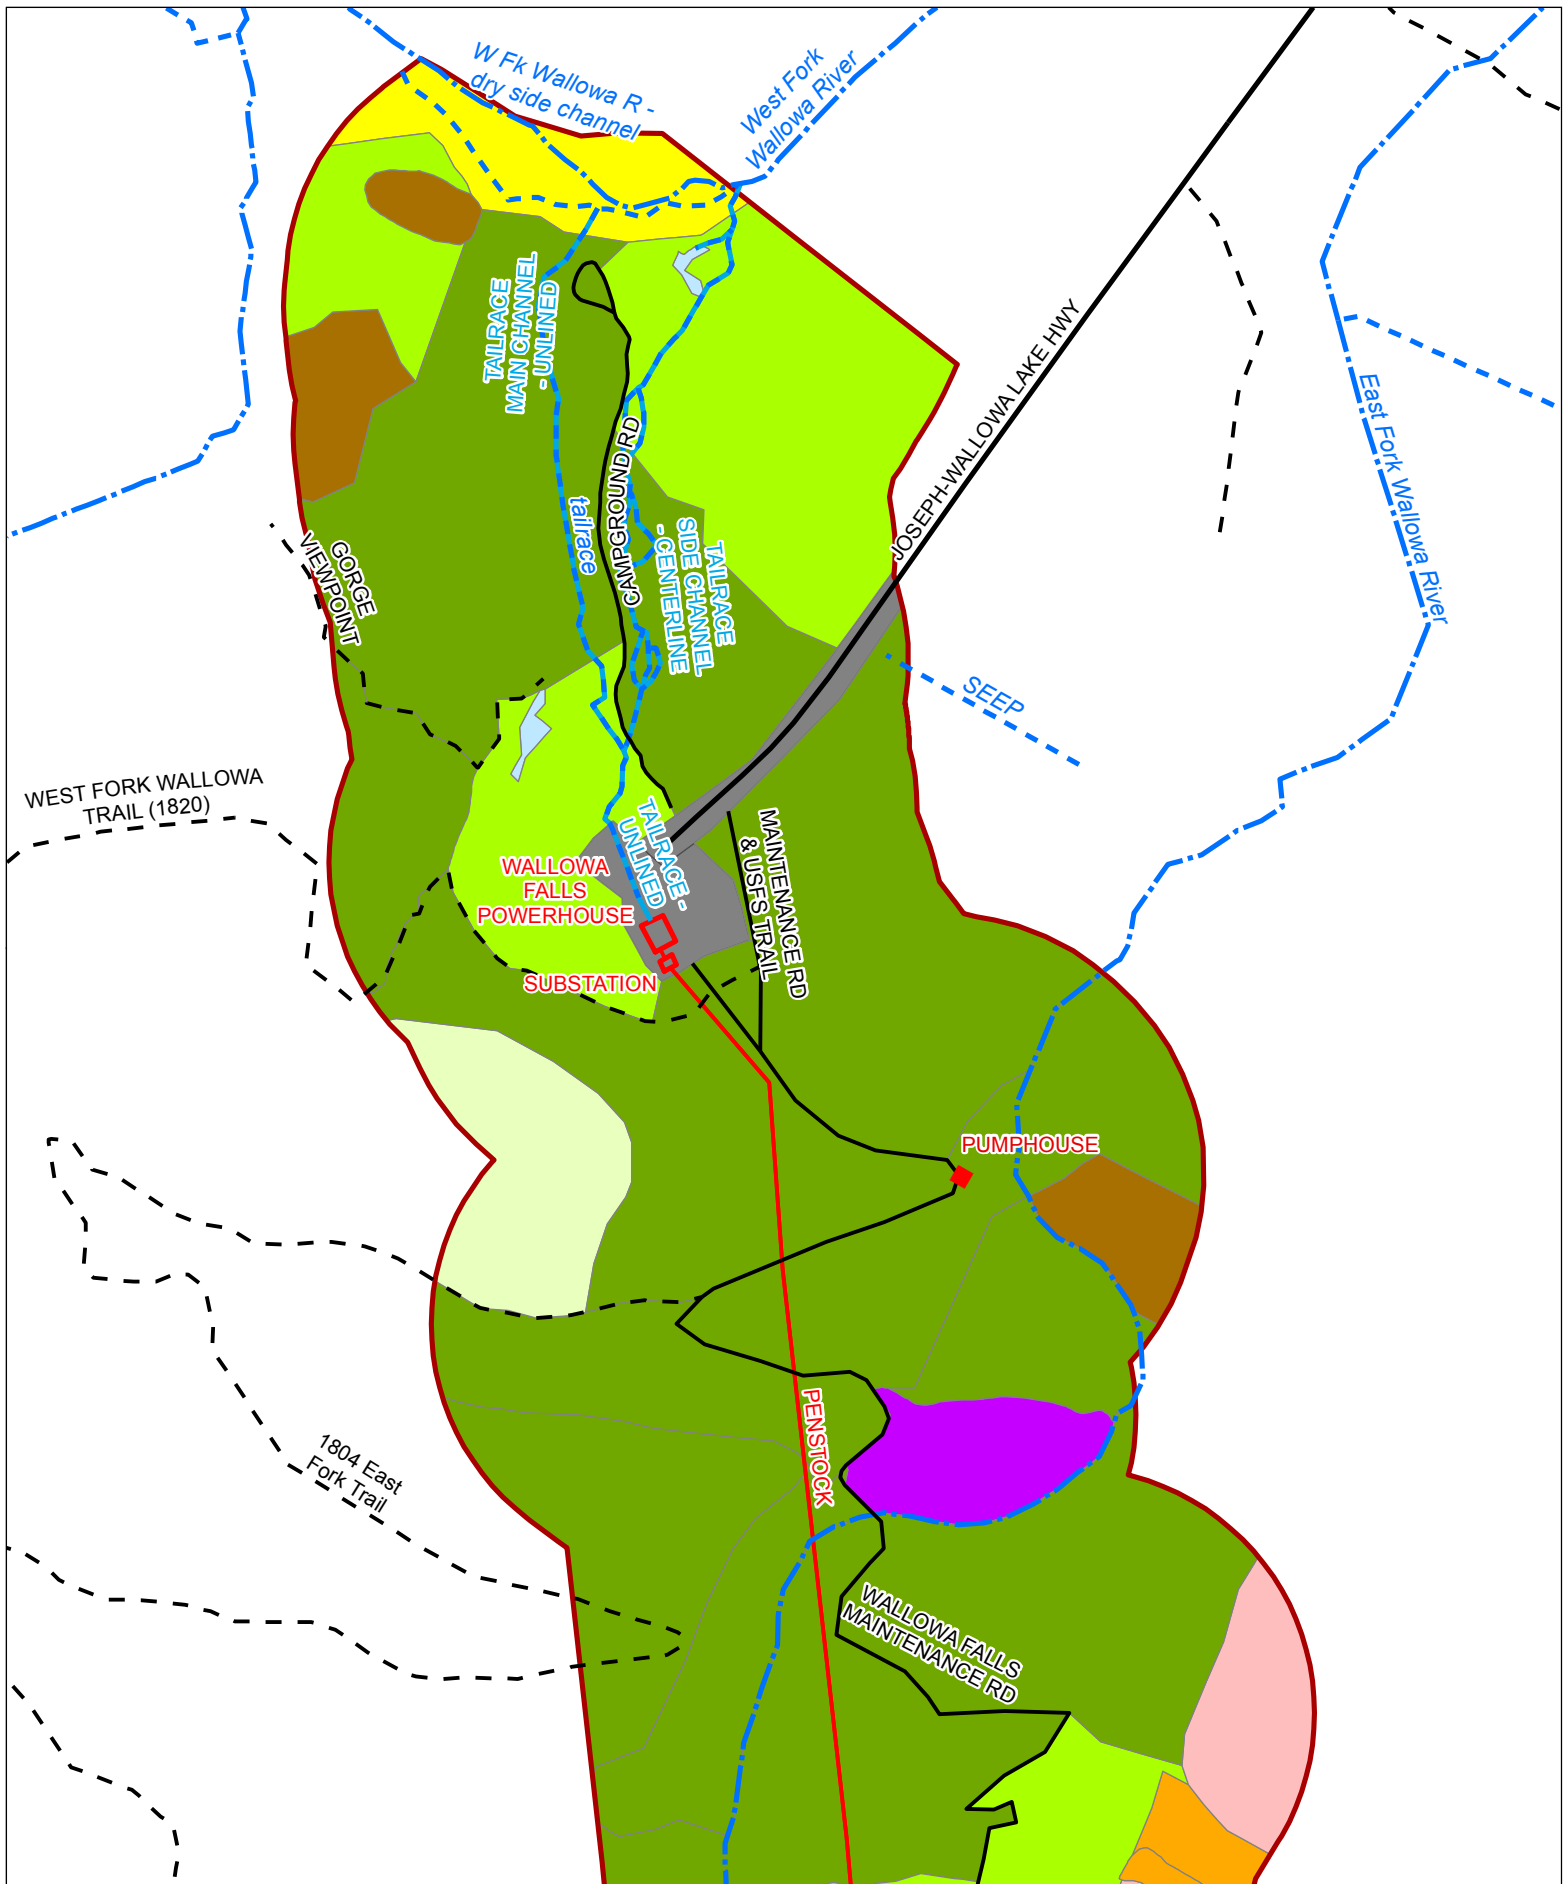 W Fk Wallowa R -
dry side channel
West Fork
Wallowa River
TAILRACE
MAIN CHANNEL
- UNLINED
JOSEPH-WALLOWA LAKE HWY
East Fork Wallowa River
CAMPGROUND RD
tailrace
TAILRACE
SIDE CHANNEL
- CENTERLINE
GORGE
VIEWPOINT
SEEP
WEST FORK WALLOWA
TRAIL (1820)
TAILRACE -
UNLINED
MAINTENANCE RD
& USFS TRAIL
WALLOWA
FALLS
POWERHOUSE
SUBSTATION
PUMPHOUSE
PENSTOCK
1804 East
Fork Trail
WALLOWA FALLS
MAINTENANCE RD